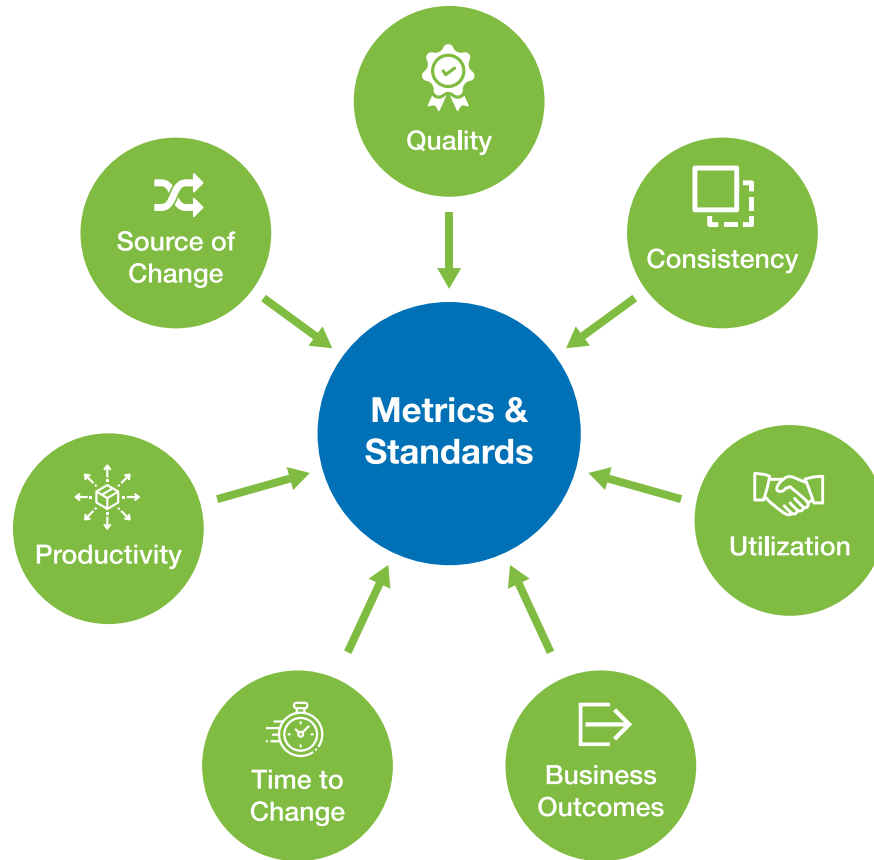 Quality
Source of
Change
Consistency
Metrics &
Standards
Productivity
Utilization
Time to
Change
Business
Outcomes